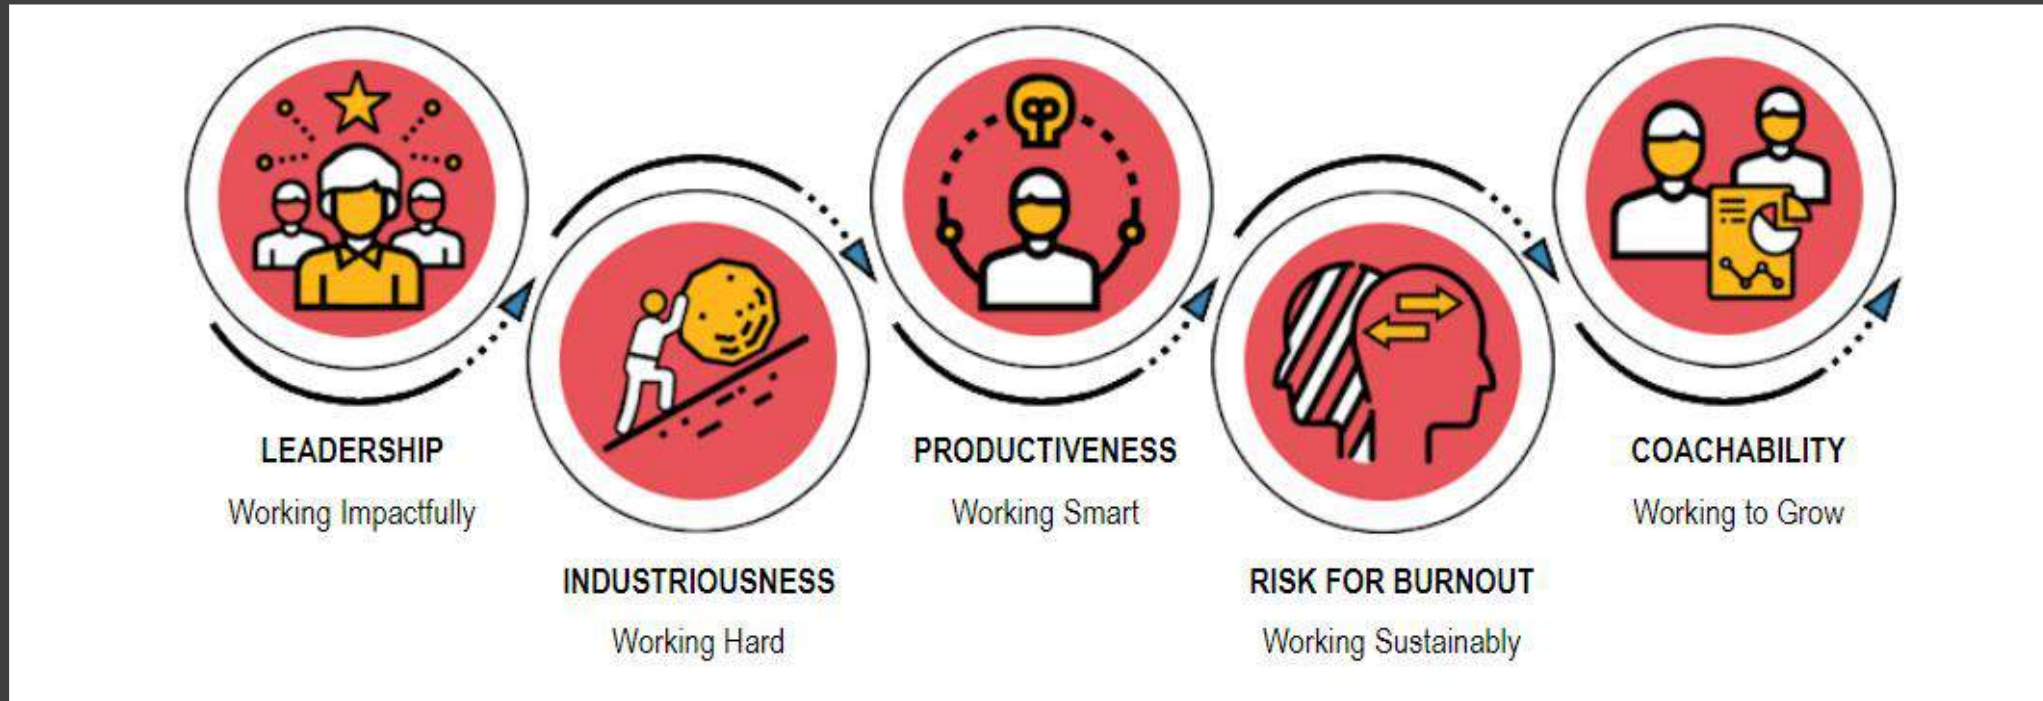 LEADERSHIP
Working Impactfully
INDUSTRIOUSNESS
Working Hard
PRODUCTIVENESS
Working Smart
RISK FOR BURNOUT
Working Sustainably
COACHABILITY
Working to Grow